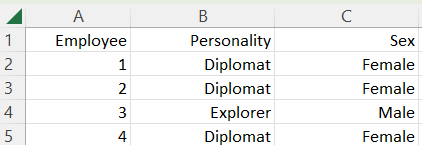 A B C
1 Employee Personality Sex
2 1 Diplomat Female
3 2 Diplomat Female
4 3 Explorer Male
5 4 Diplomat Female